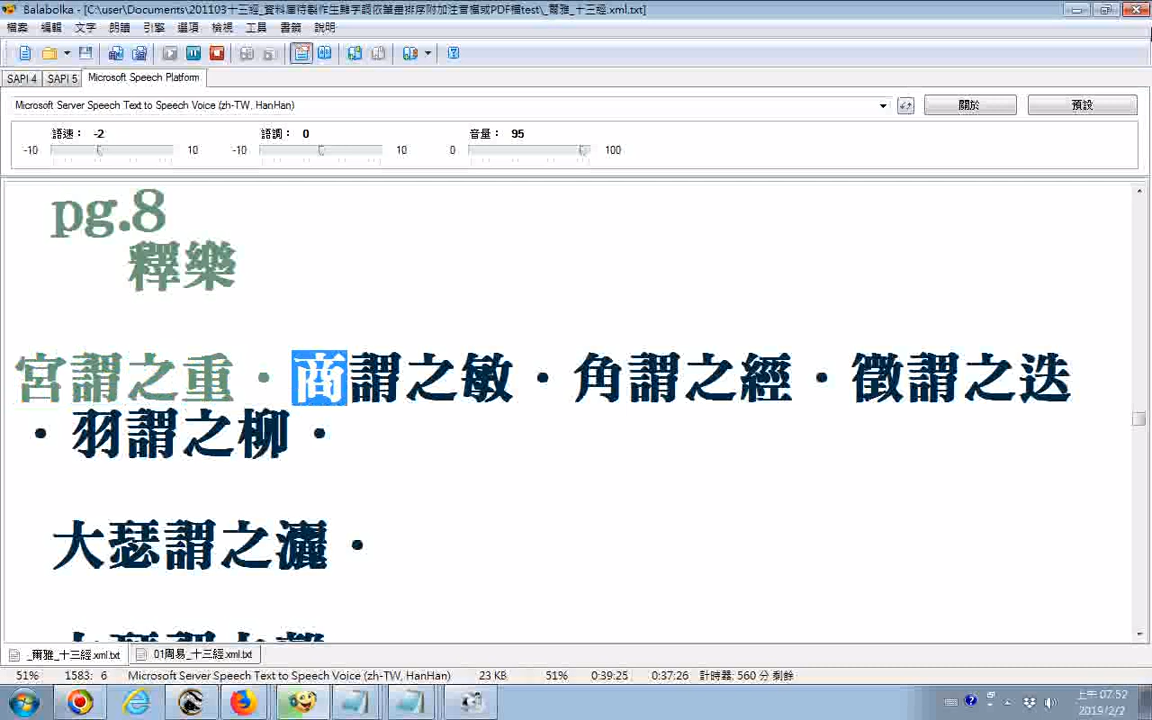 Balabolka - [C:\user\Documents\201103十三經_資料庫待製作生難字詞依筆畫排序附加注音檔或PDF檔test\_爾雅_十三經.xml.txt]
檔案 編輯 文字 朗讀 引擎 選項 檢視 工具 書籤 說明
SAPI 4 SAPI 5 Microsoft Speech Platform
Microsoft Server Speech Text to Speech Voice (zh-TW, HanHan) 關於 預設
語速： -2 語調： 0 音量： 95
-10 10 -10 10 0 100
pg.8
釋樂
宮謂之重．商謂之敏．角謂之經．徵謂之迭
．羽謂之柳．
大瑟謂之灑．
_爾雅_十三經.xml.txt 01周易_十三經.xml.txt
51% 1583: 6 Microsoft Server Speech Text to Speech Voice (zh-TW, HanHan) 23 KB 51% 0:39:25 0:37:26 計時器: 560 分 剩餘
上午 07:52
2019/2/2